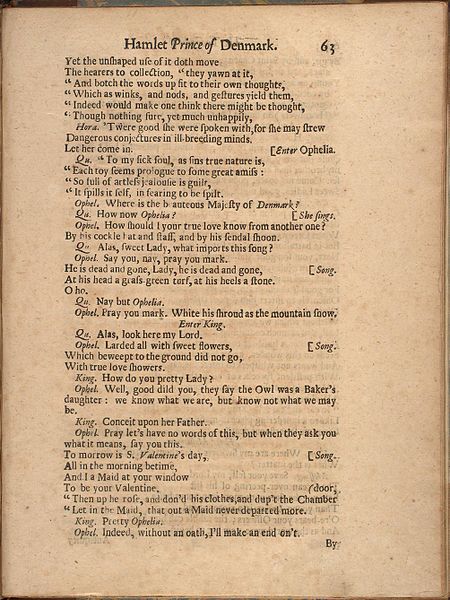 Hamlet Prince of Denmark. 63
Yet the unſhaped uſe of it doth move
The hearers to collection, “they yawn at it,
“And botch the words up fit to their own thoughts,
“Which as winks, and nods, and geſtures yield them,
“Indeed would make one think there might be thought,
“Though nothing ſure, yet much unhappily,
Hora. 'Twere good ſhe were ſpoken with, for ſhe may ſtrew
Dangerous conjectures in ill-breeding minds.
Let her come in. [Enter Ophelia.
Qu. “To my ſick ſoul, as ſins true nature is,
“Each toy ſeems prologue to ſome great amiſs:
“So full of artleſs jealouſie is guilt,
“It ſpills it ſelf, in fearing to be ſpilt.
Ophel. Where is the beauteous Majeſty of Denmark?
Qu. How now Ophelia? [She ſings.
Ophel. How ſhould I your true love know from another one?
By his cockle hat and ſtaff, and by his ſendal ſhoon.
Qu. Alas, ſweet Lady, what imports this ſong?
Ophel. Say you, nay, pray you mark.
He is dead and gone, Lady, he is dead and gone, [Song.
At his head a graſs-green torf, at his heels a ſtone.
O ho.
Qu. Nay but Ophelia.
Ophel. Pray you mark. White his ſhroud as the mountain ſnow,
Enter King.
Qu. Alas, look here my Lord.
Ophel. Larded all with ſweet flowers, [Song.
Which beweept to the ground did not go,
With true love ſhowers.
King. How do you pretty Lady?
Ophel. Well, good dild you, they ſay the Owl was a Baker's
daughter: we know what we are, but know not what we may
be.
King. Conceit upon her Father.
Ophel. Pray let's have no words of this, but when they ask you
what it means, ſay you this.
To morrow is S. Valentine's day, [Song.
All in the morning betime,
And I a Maid at your window
To be your Valentine, (door,
“Then up he roſe, and don'd his clothes, and dup't the Chamber
“Let in the Maid, that out a Maid never departed more.
King. Pretty Ophelia.
Ophel. Indeed, without an oath, I'll make an end on't.
By